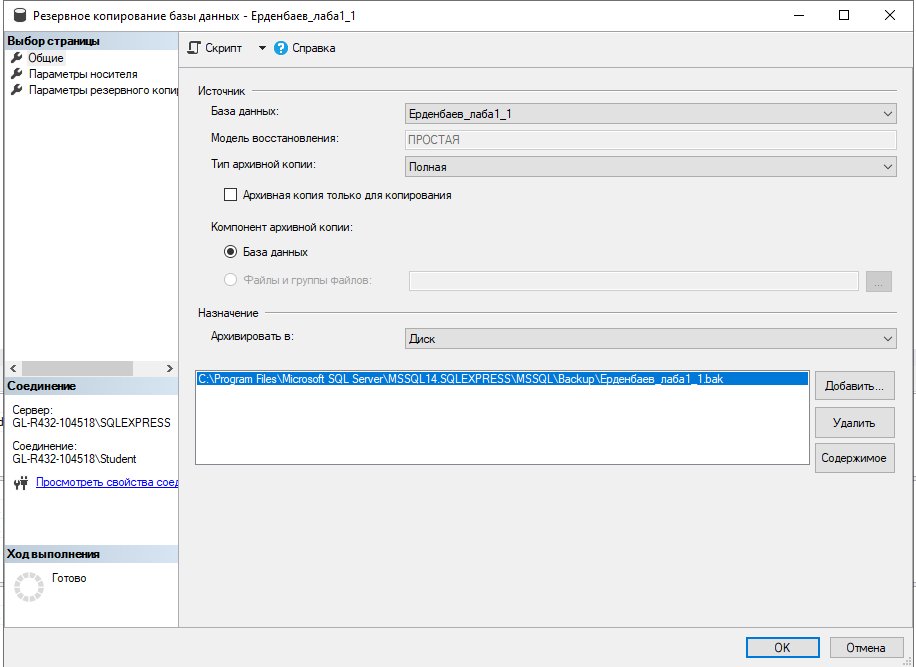 Резервное копирование базы данных - Ерденбаев_лаба1_1
Выбор страницы
Общие
Параметры носителя
Параметры резервного копир
Скрипт
Справка
Источник
База данных:
Ерденбаев_лаба1_1
Модель восстановления:
ПРОСТАЯ
Тип архивной копии:
Полная
Архивная копия только для копирования
Компонент архивной копии:
База данных
Файлы и группы файлов:
...
Назначение
Архивировать в:
Диск
C:\Program Files\Microsoft SQL Server\MSSQL14.SQLEXPRESS\MSSQL\Backup\Ерденбаев_лаба1_1.bak
Добавить...
Удалить
Содержимое
Соединение
Сервер:
GL-R432-104518\SQLEXPRESS
Соединение:
GL-R432-104518\Student
Просмотреть свойства соед
Ход выполнения
Готово
OK
Отмена